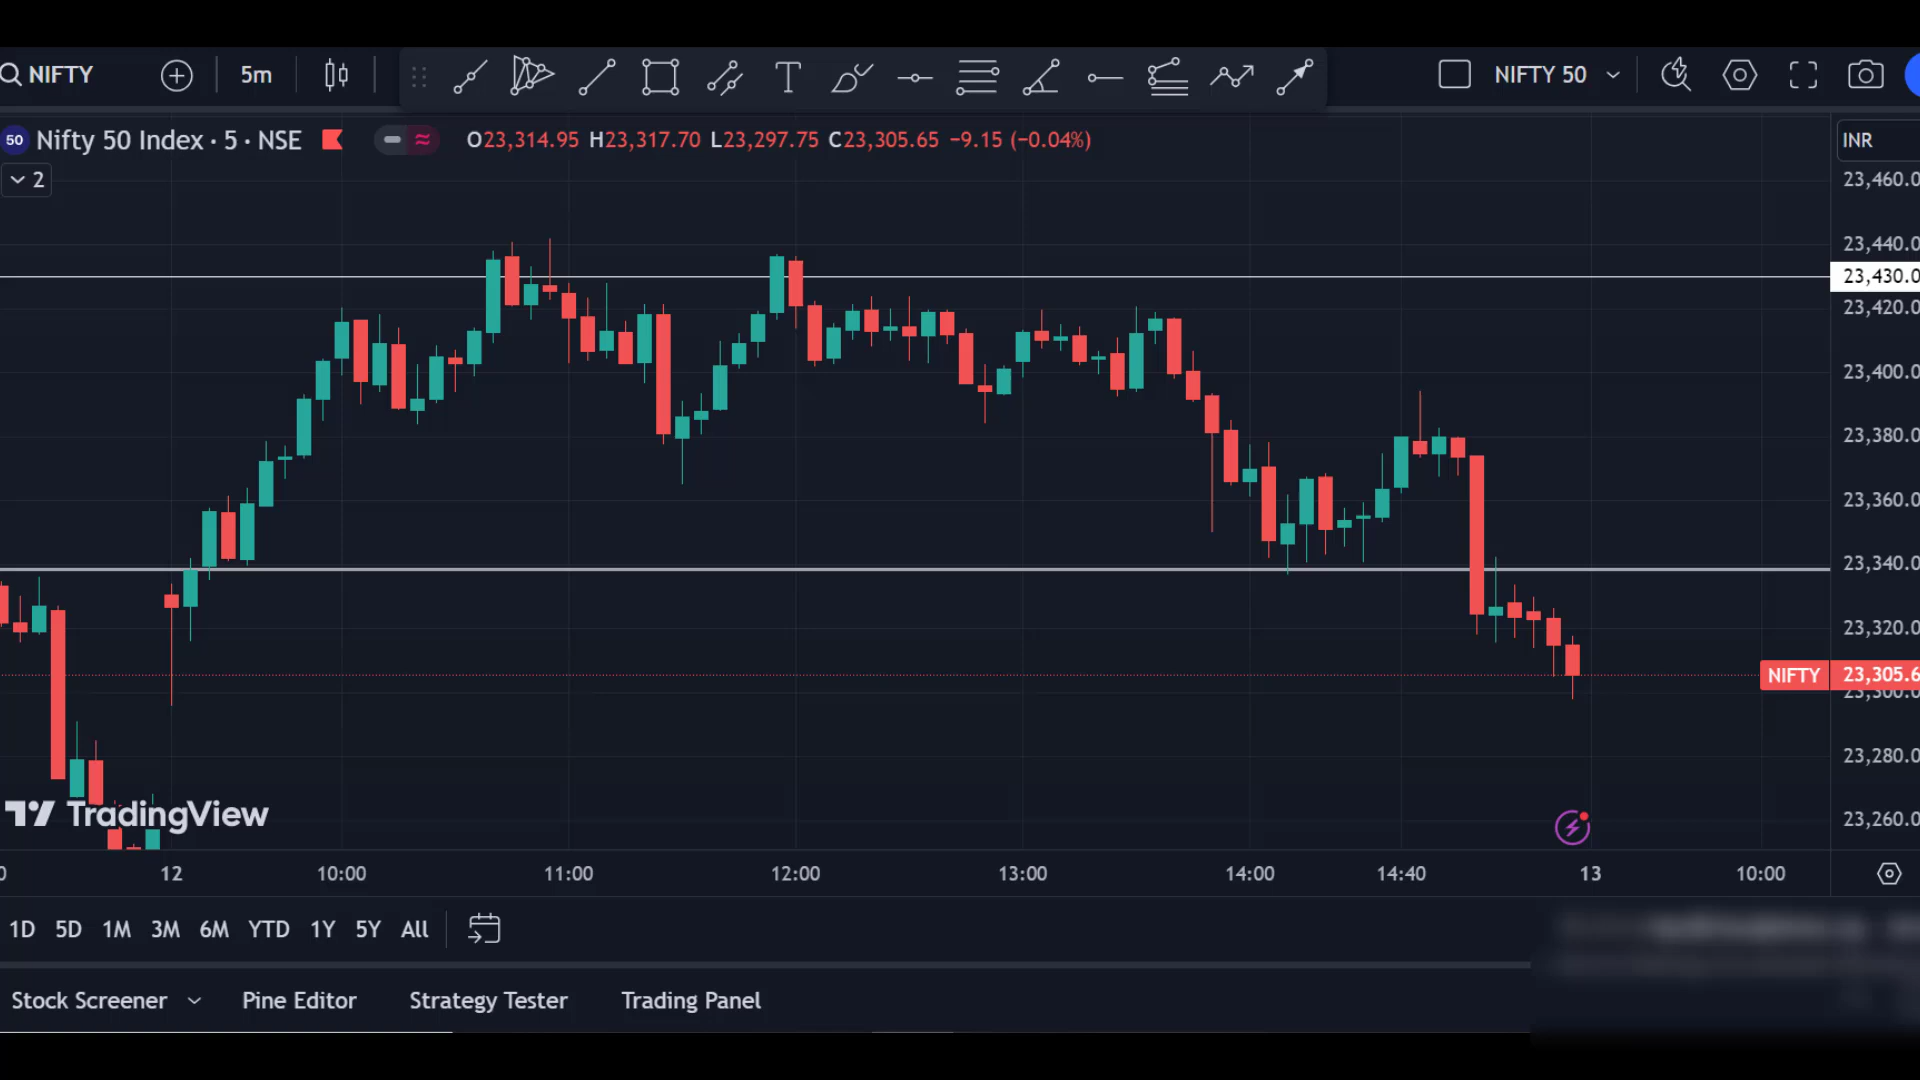 NIFTY
5m
T
NIFTY 50
50 Nifty 50 Index · 5 · NSE
O23,314.95 H23,317.70 L23,297.75 C23,305.65 −9.15 (−0.04%)
INR
2
23,460.0
23,440.0
23,430.0
23,420.0
23,400.0
23,380.0
23,360.0
23,340.0
23,320.0
NIFTY 23,305.6
23,300.0
23,280.0
23,260.0
TradingView
0 12 10:00 11:00 12:00 13:00 14:00 14:40 13 10:00
1D 5D 1M 3M 6M YTD 1Y 5Y All
Stock Screener Pine Editor Strategy Tester Trading Panel